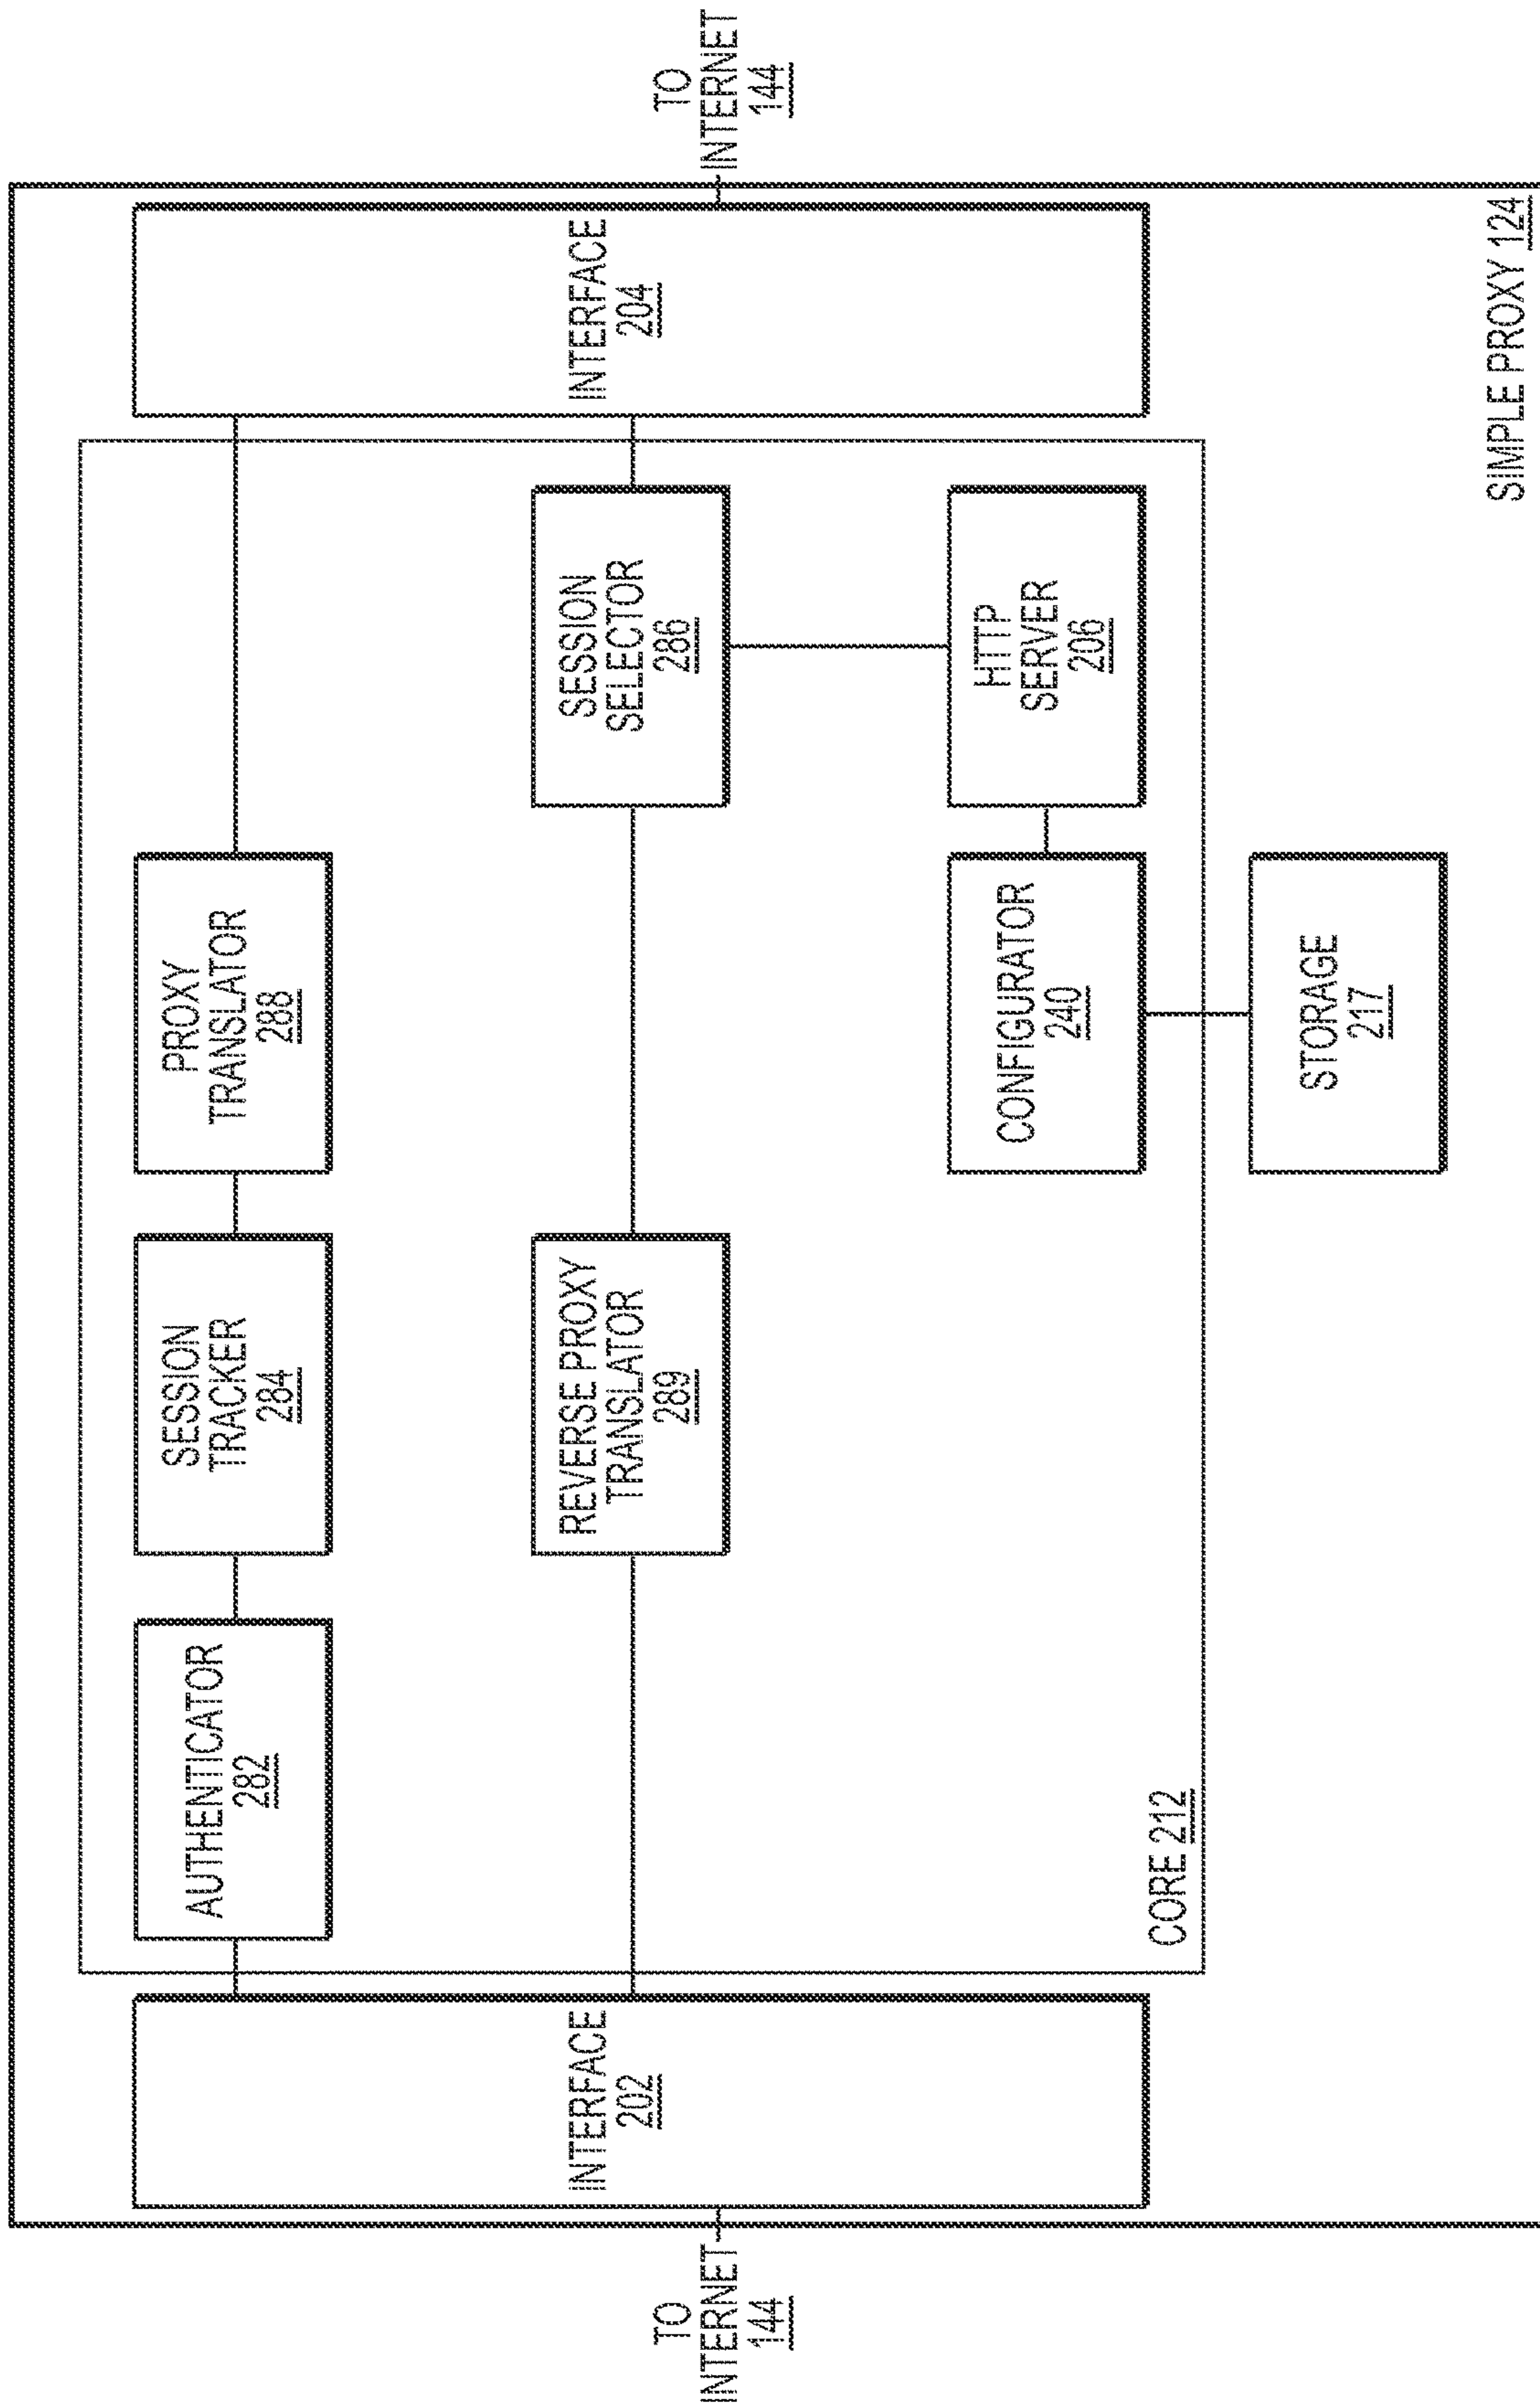 TO
INTERNET
144
INTERFACE
202
AUTHENTICATOR
282
SESSION
TRACKER
284
PROXY
TRANSLATOR
288
REVERSE PROXY
TRANSLATOR
289
SESSION
SELECTOR
286
CONFIGURATOR
240
HTTP
SERVER
206
CORE 212
STORAGE
217
INTERFACE
204
TO
INTERNET
144
SIMPLE PROXY 124